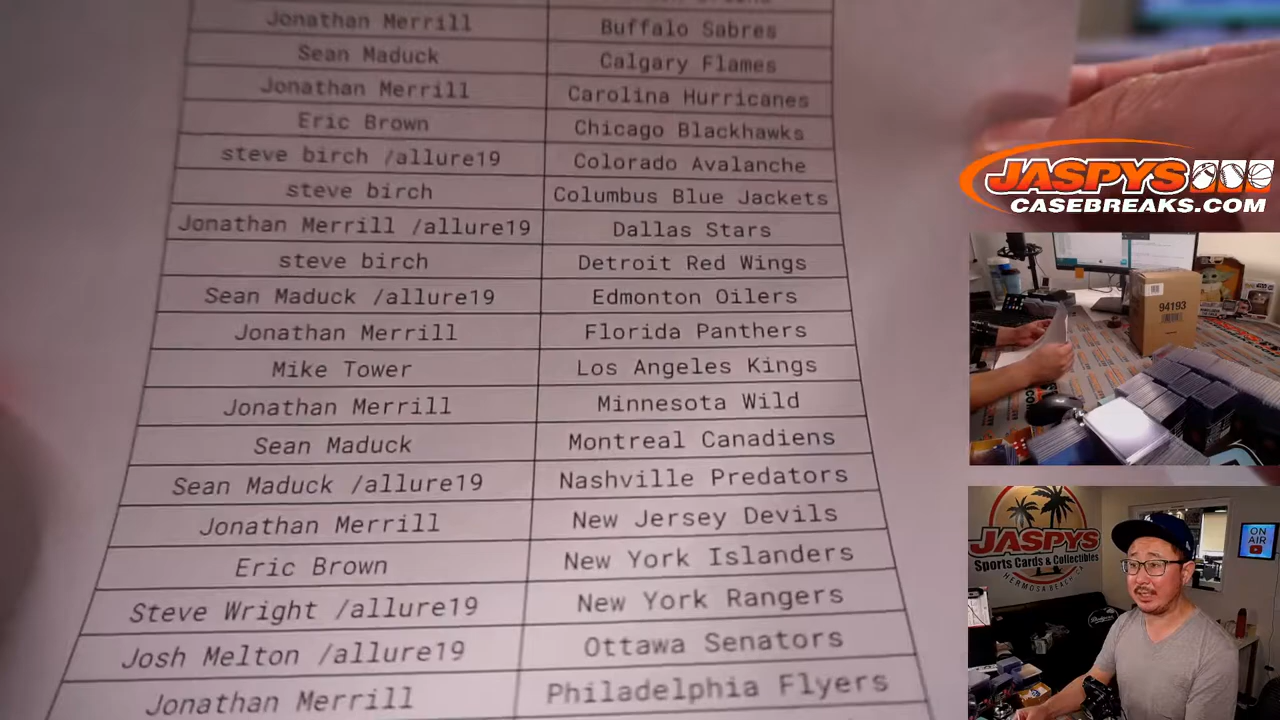 Jonathan Merrill Buffalo Sabres
Sean Maduck Calgary Flames
Jonathan Merrill Carolina Hurricanes
Eric Brown Chicago Blackhawks
steve birch /allure19 Colorado Avalanche
steve birch Columbus Blue Jackets
Jonathan Merrill /allure19 Dallas Stars
steve birch Detroit Red Wings
Sean Maduck /allure19 Edmonton Oilers
Jonathan Merrill Florida Panthers
Mike Tower Los Angeles Kings
Jonathan Merrill Minnesota Wild
Sean Maduck Montreal Canadiens
Sean Maduck /allure19 Nashville Predators
Jonathan Merrill New Jersey Devils
Eric Brown New York Islanders
Steve Wright /allure19 New York Rangers
Josh Melton /allure19 Ottawa Senators
Jonathan Merrill Philadelphia Flyers
JASPYS
CASEBREAKS.COM
94193
JASPYS
Sports Cards & Collectibles
HERMOSA BEACH
ON
AIR